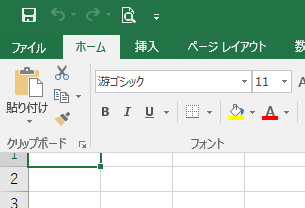 ファイル ホーム 挿入 ページ レイアウト 数
游ゴシック 11
貼り付け
B I U A
クリップボード フォント
1
2
3